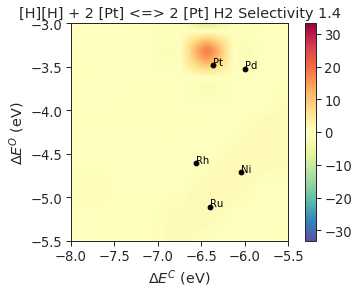 [H][H] + 2 [Pt] <=> 2 [Pt] H2 Selectivity 1.4
−3.0
−3.5
−4.0
−4.5
−5.0
−5.5
ΔE^O (eV)
Pt
Pd
Rh
Ni
Ru
−8.0 −7.5 −7.0 −6.5 −6.0 −5.5
ΔE^C (eV)
30
20
10
0
−10
−20
−30